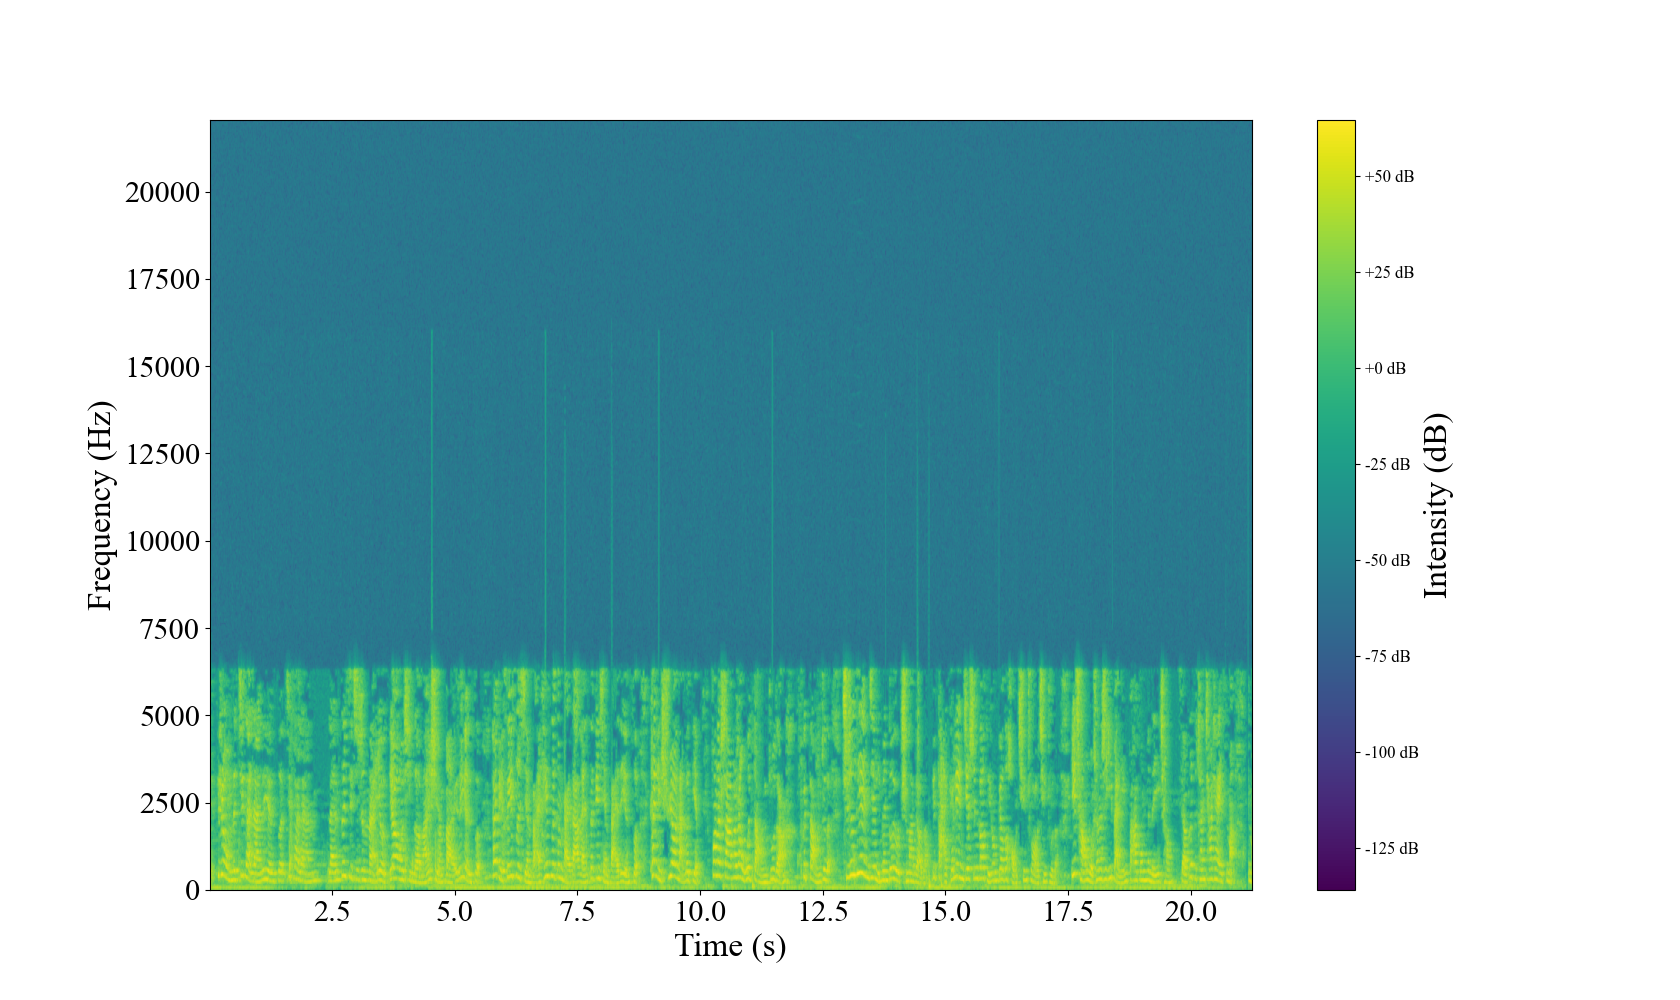 20000
17500
15000
12500
10000
7500
5000
2500
0
Frequency (Hz)
2.5 5.0 7.5 10.0 12.5 15.0 17.5 20.0
Time (s)
+50 dB
+25 dB
+0 dB
-25 dB
-50 dB
-75 dB
-100 dB
-125 dB
Intensity (dB)